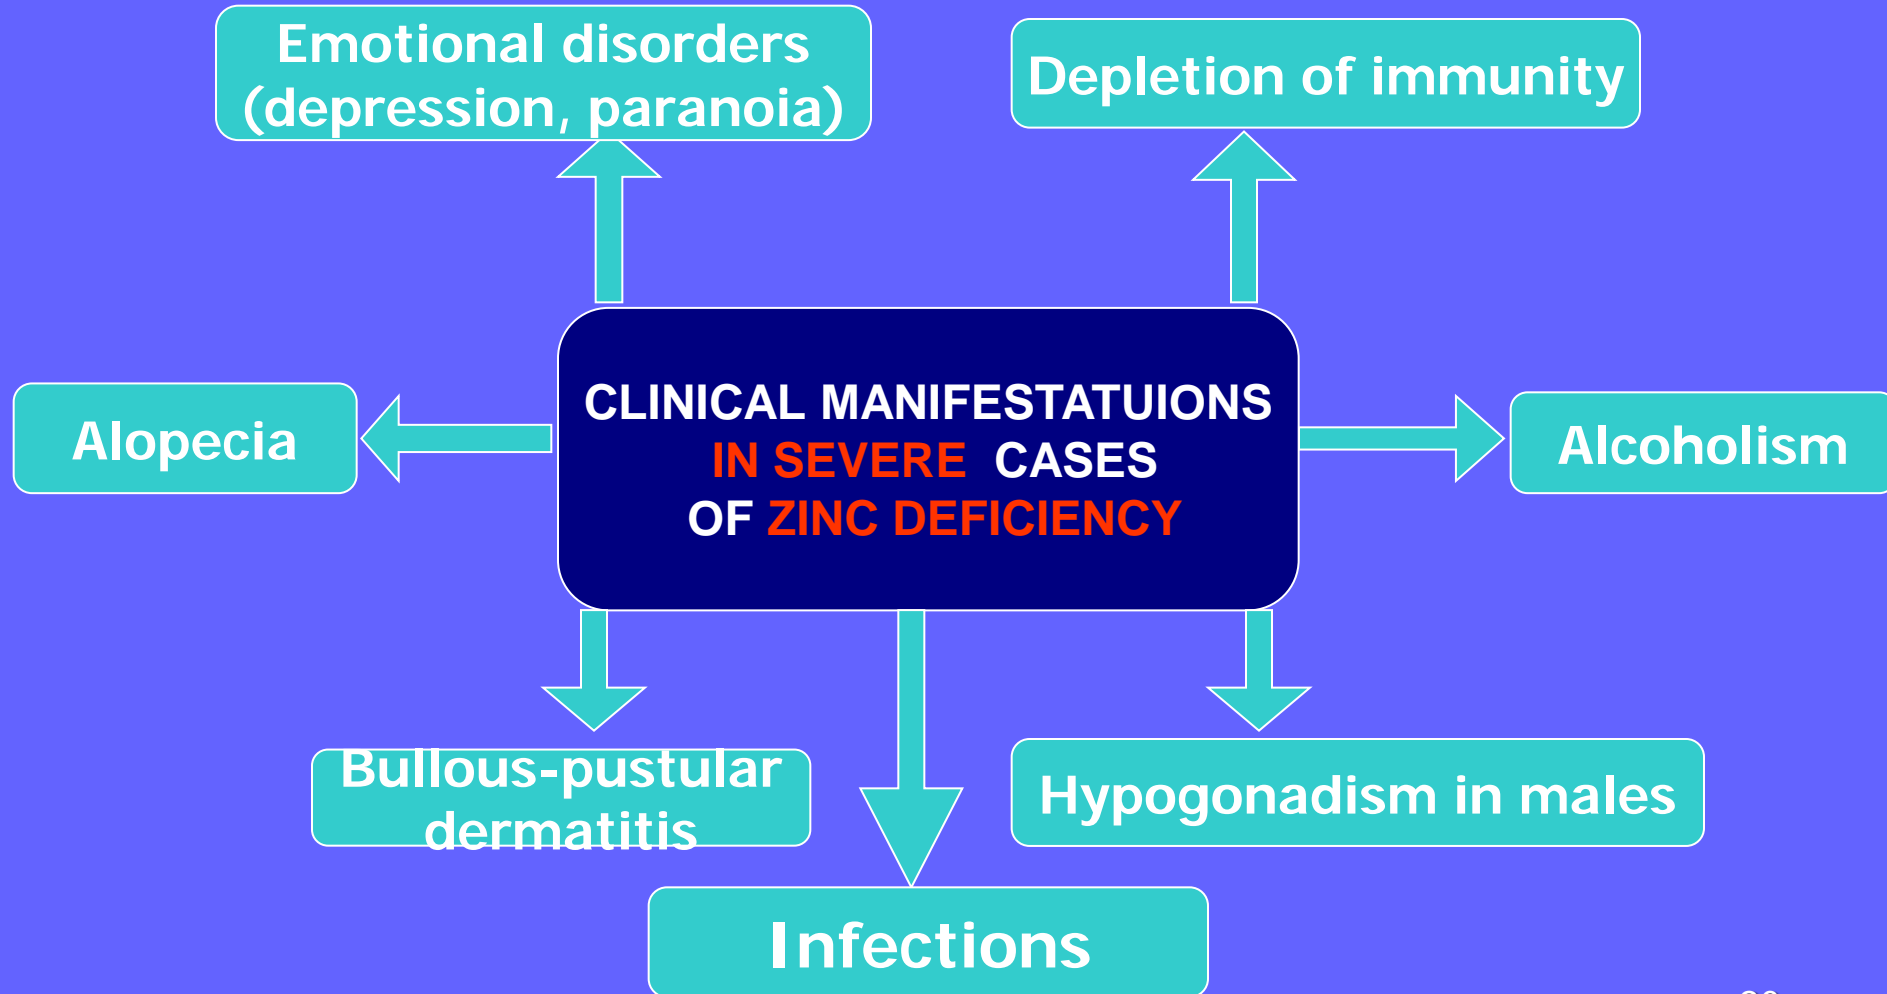 Emotional disorders
(depression, paranoia)
Depletion of immunity
CLINICAL MANIFESTATUIONS
IN SEVERE CASES
OF ZINC DEFICIENCY
Alopecia
Alcoholism
Bullous-pustular
dermatitis
Hypogonadism in males
Infections